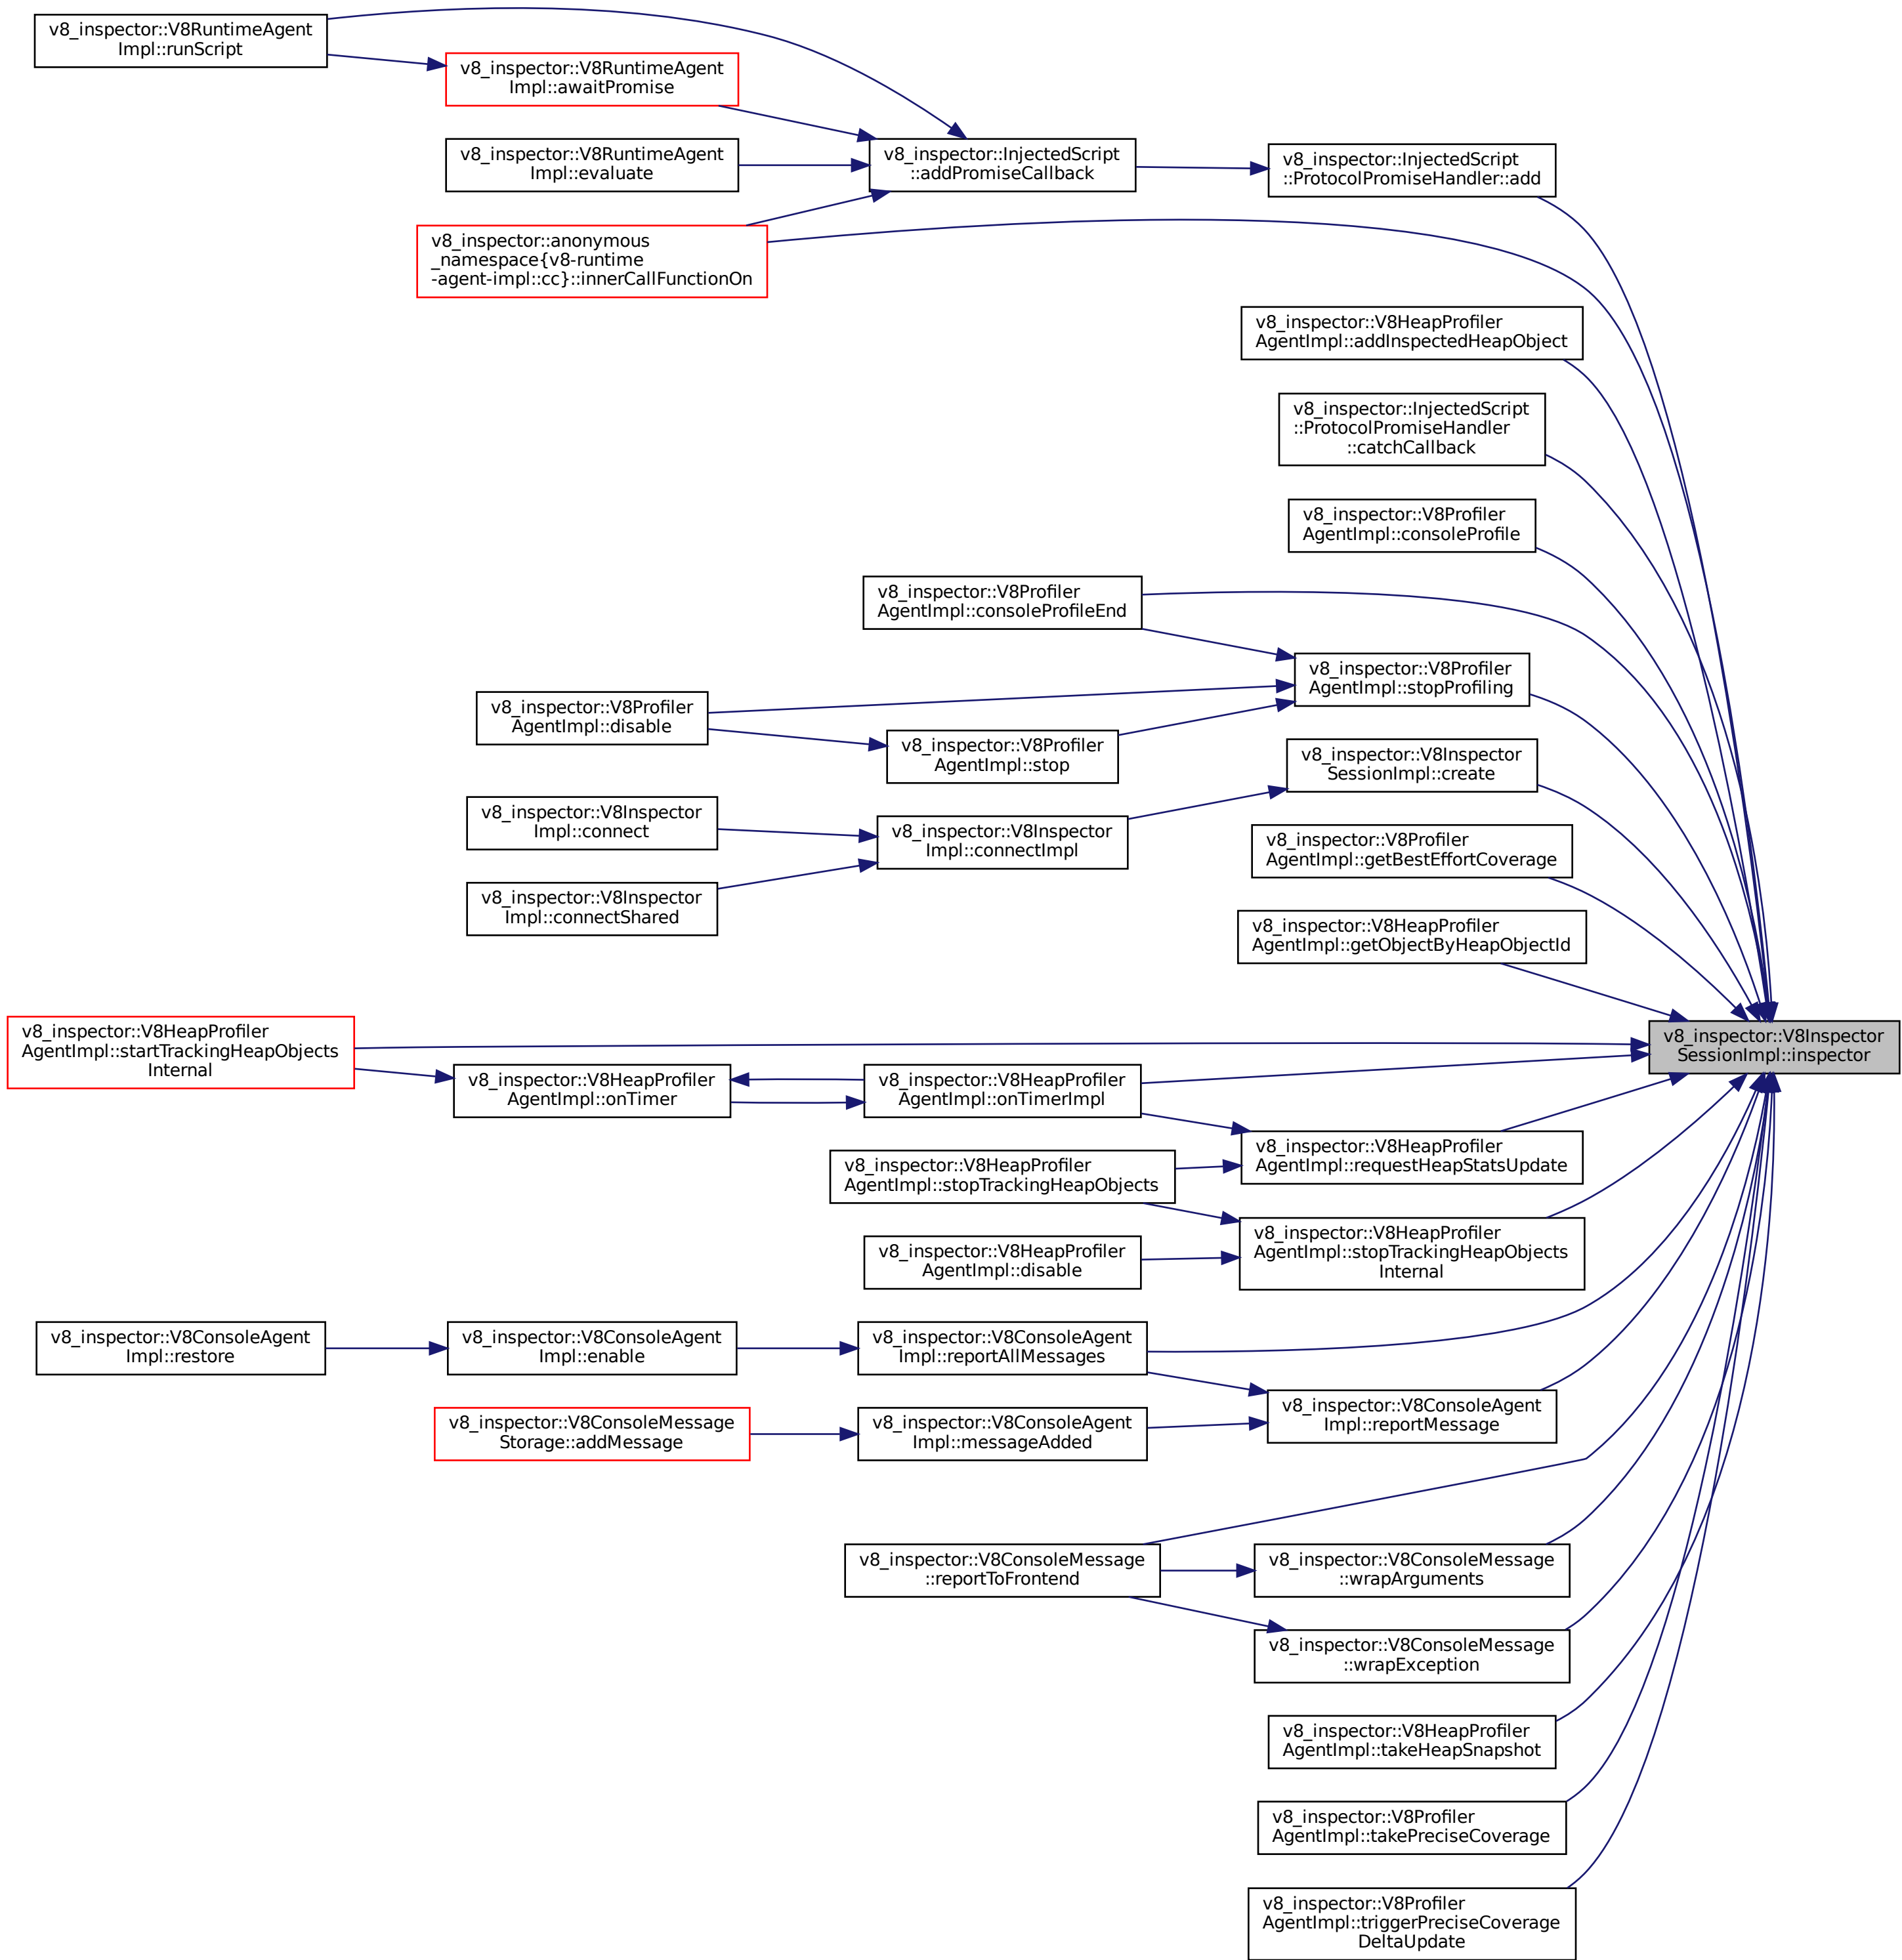 v8_inspector::V8RuntimeAgent
Impl::runScript
v8_inspector::V8RuntimeAgent
Impl::awaitPromise
v8_inspector::V8RuntimeAgent
Impl::evaluate
v8_inspector::InjectedScript
::addPromiseCallback
v8_inspector::InjectedScript
::ProtocolPromiseHandler::add
v8_inspector::anonymous
_namespace{v8-runtime
-agent-impl::cc}::innerCallFunctionOn
v8_inspector::V8HeapProfiler
AgentImpl::addInspectedHeapObject
v8_inspector::InjectedScript
::ProtocolPromiseHandler
::catchCallback
v8_inspector::V8Profiler
AgentImpl::consoleProfile
v8_inspector::V8Profiler
AgentImpl::consoleProfileEnd
v8_inspector::V8Profiler
AgentImpl::stopProfiling
v8_inspector::V8Profiler
AgentImpl::disable
v8_inspector::V8Profiler
AgentImpl::stop
v8_inspector::V8Inspector
SessionImpl::create
v8_inspector::V8Inspector
Impl::connect
v8_inspector::V8Inspector
Impl::connectImpl
v8_inspector::V8Profiler
AgentImpl::getBestEffortCoverage
v8_inspector::V8Inspector
Impl::connectShared
v8_inspector::V8HeapProfiler
AgentImpl::getObjectByHeapObjectId
v8_inspector::V8HeapProfiler
AgentImpl::startTrackingHeapObjects
Internal
v8_inspector::V8Inspector
SessionImpl::inspector
v8_inspector::V8HeapProfiler
AgentImpl::onTimer
v8_inspector::V8HeapProfiler
AgentImpl::onTimerImpl
v8_inspector::V8HeapProfiler
AgentImpl::requestHeapStatsUpdate
v8_inspector::V8HeapProfiler
AgentImpl::stopTrackingHeapObjects
v8_inspector::V8HeapProfiler
AgentImpl::stopTrackingHeapObjects
Internal
v8_inspector::V8HeapProfiler
AgentImpl::disable
v8_inspector::V8ConsoleAgent
Impl::restore
v8_inspector::V8ConsoleAgent
Impl::enable
v8_inspector::V8ConsoleAgent
Impl::reportAllMessages
v8_inspector::V8ConsoleAgent
Impl::reportMessage
v8_inspector::V8ConsoleMessage
Storage::addMessage
v8_inspector::V8ConsoleAgent
Impl::messageAdded
v8_inspector::V8ConsoleMessage
::reportToFrontend
v8_inspector::V8ConsoleMessage
::wrapArguments
v8_inspector::V8ConsoleMessage
::wrapException
v8_inspector::V8HeapProfiler
AgentImpl::takeHeapSnapshot
v8_inspector::V8Profiler
AgentImpl::takePreciseCoverage
v8_inspector::V8Profiler
AgentImpl::triggerPreciseCoverage
DeltaUpdate